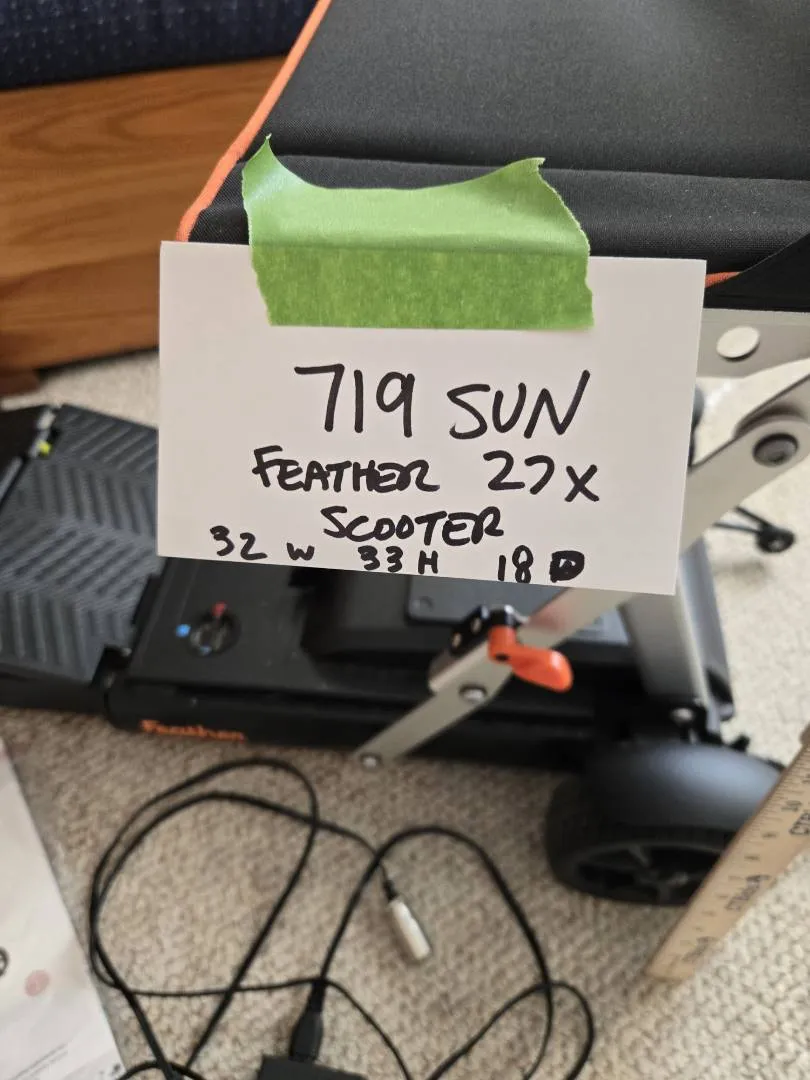 719 SUN
FEATHER 27X
SCOOTER
32 W 33 H 18 D
Feather